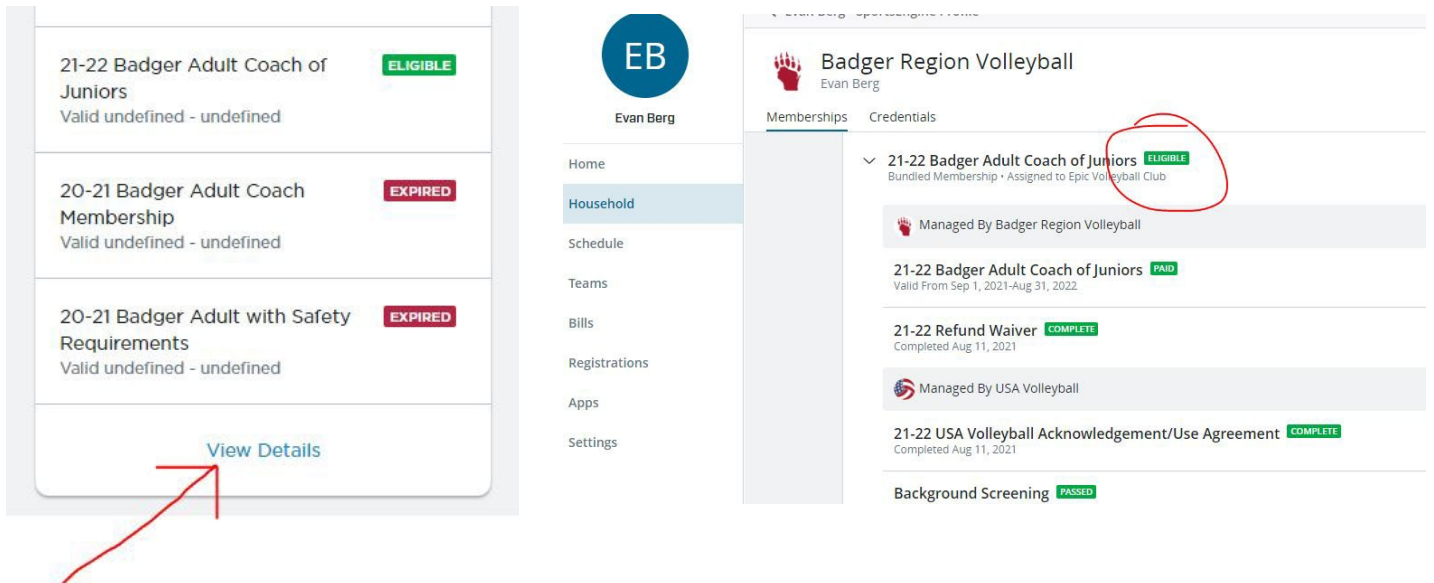 21-22 Badger Adult Coach of
Juniors
ELIGIBLE
Valid undefined - undefined
20-21 Badger Adult Coach
Membership
EXPIRED
Valid undefined - undefined
20-21 Badger Adult with Safety
Requirements
EXPIRED
Valid undefined - undefined
View Details
EB
Evan Berg
Home
Household
Schedule
Teams
Bills
Registrations
Apps
Settings
Evan Berg - SportsEngine Profile
Badger Region Volleyball
Evan Berg
Memberships Credentials
21-22 Badger Adult Coach of Juniors ELIGIBLE
Bundled Membership • Assigned to Epic Volleyball Club
Managed By Badger Region Volleyball
21-22 Badger Adult Coach of Juniors PAID
Valid From Sep 1, 2021-Aug 31, 2022
21-22 Refund Waiver COMPLETE
Completed Aug 11, 2021
Managed By USA Volleyball
21-22 USA Volleyball Acknowledgement/Use Agreement COMPLETE
Completed Aug 11, 2021
Background Screening PASSED